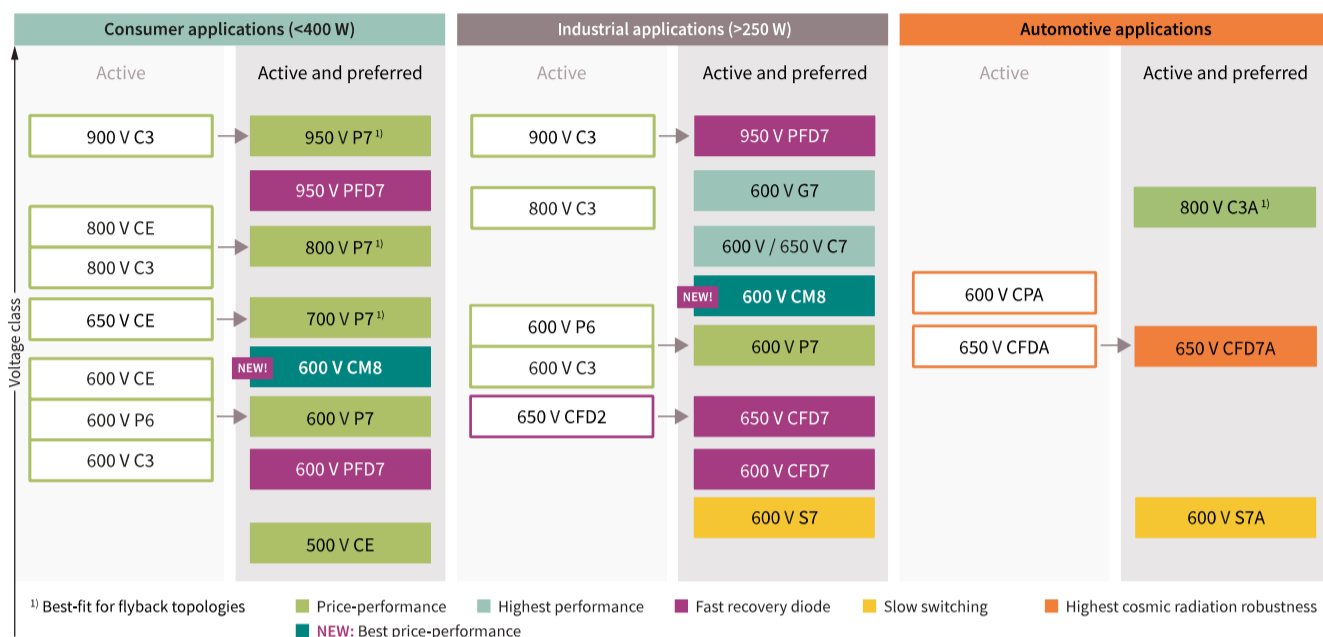 Consumer applications (<400 W)
Active
Active and preferred
900 V C3
950 V P7 1)
950 V PFD7
800 V CE
800 V C3
800 V P7 1)
650 V CE
700 V P7 1)
NEW!
600 V CM8
600 V CE
600 V P6
600 V C3
600 V P7
600 V PFD7
500 V CE
Industrial applications (>250 W)
Active
Active and preferred
900 V C3
950 V PFD7
800 V C3
600 V G7
600 V / 650 V C7
NEW!
600 V CM8
600 V P6
600 V C3
600 V P7
650 V CFD2
650 V CFD7
600 V CFD7
600 V S7
Automotive applications
Active
Active and preferred
800 V C3A 1)
600 V CPA
650 V CFDA
650 V CFD7A
600 V S7A
Voltage class
1) Best-fit for flyback topologies
Price-performance
Highest performance
Fast recovery diode
Slow switching
Highest cosmic radiation robustness
NEW: Best price-performance